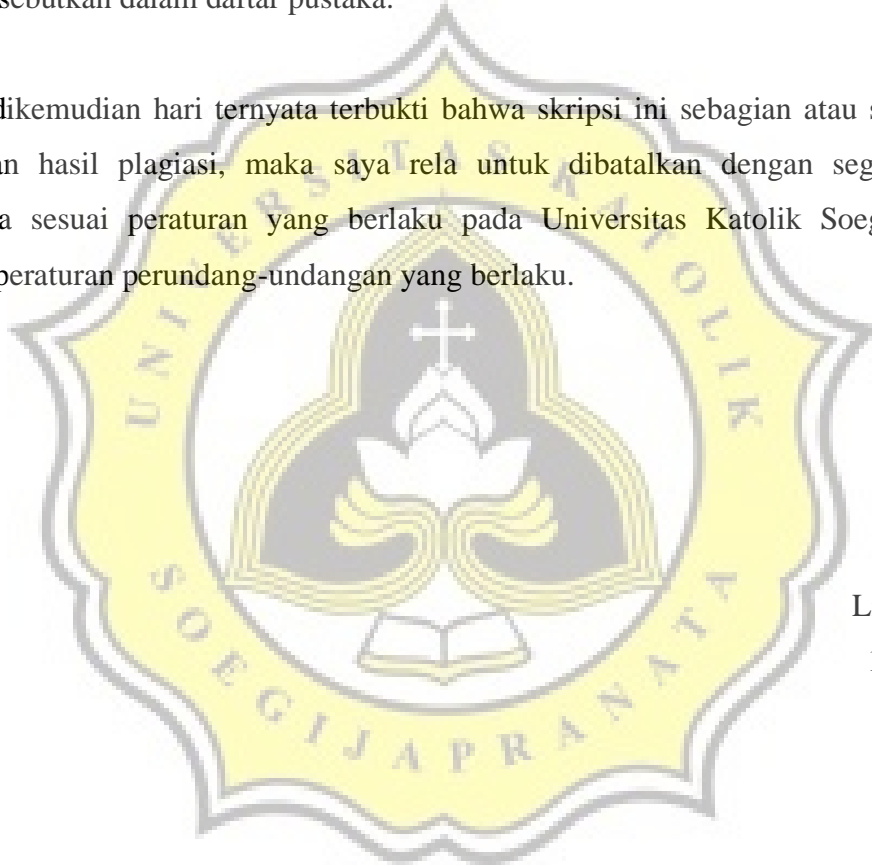 sebutkan dalam daftar pustaka.
dikemudian hari ternyata terbukti bahwa skripsi ini sebagian atau s
an hasil plagiasi, maka saya rela untuk dibatalkan dengan seg
a sesuai peraturan yang berlaku pada Universitas Katolik Soeg
peraturan perundang-undangan yang berlaku.
UNIVERSITAS KATOLIK
SOEGIJAPRANATA
L